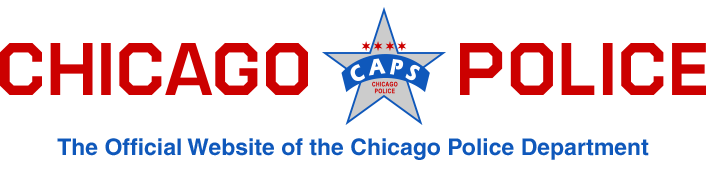 CHICAGO POLICE
CAPS
CHICAGO
POLICE
The Official Website of the Chicago Police Department